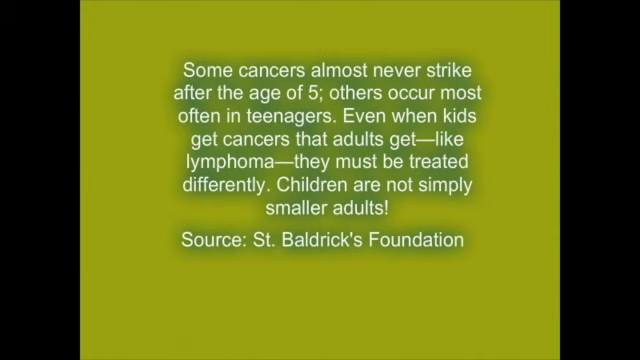 Some cancers almost never strike
after the age of 5; others occur most
often in teenagers. Even when kids
get cancers that adults get—like
lymphoma—they must be treated
differently. Children are not simply
smaller adults!
Source: St. Baldrick's Foundation